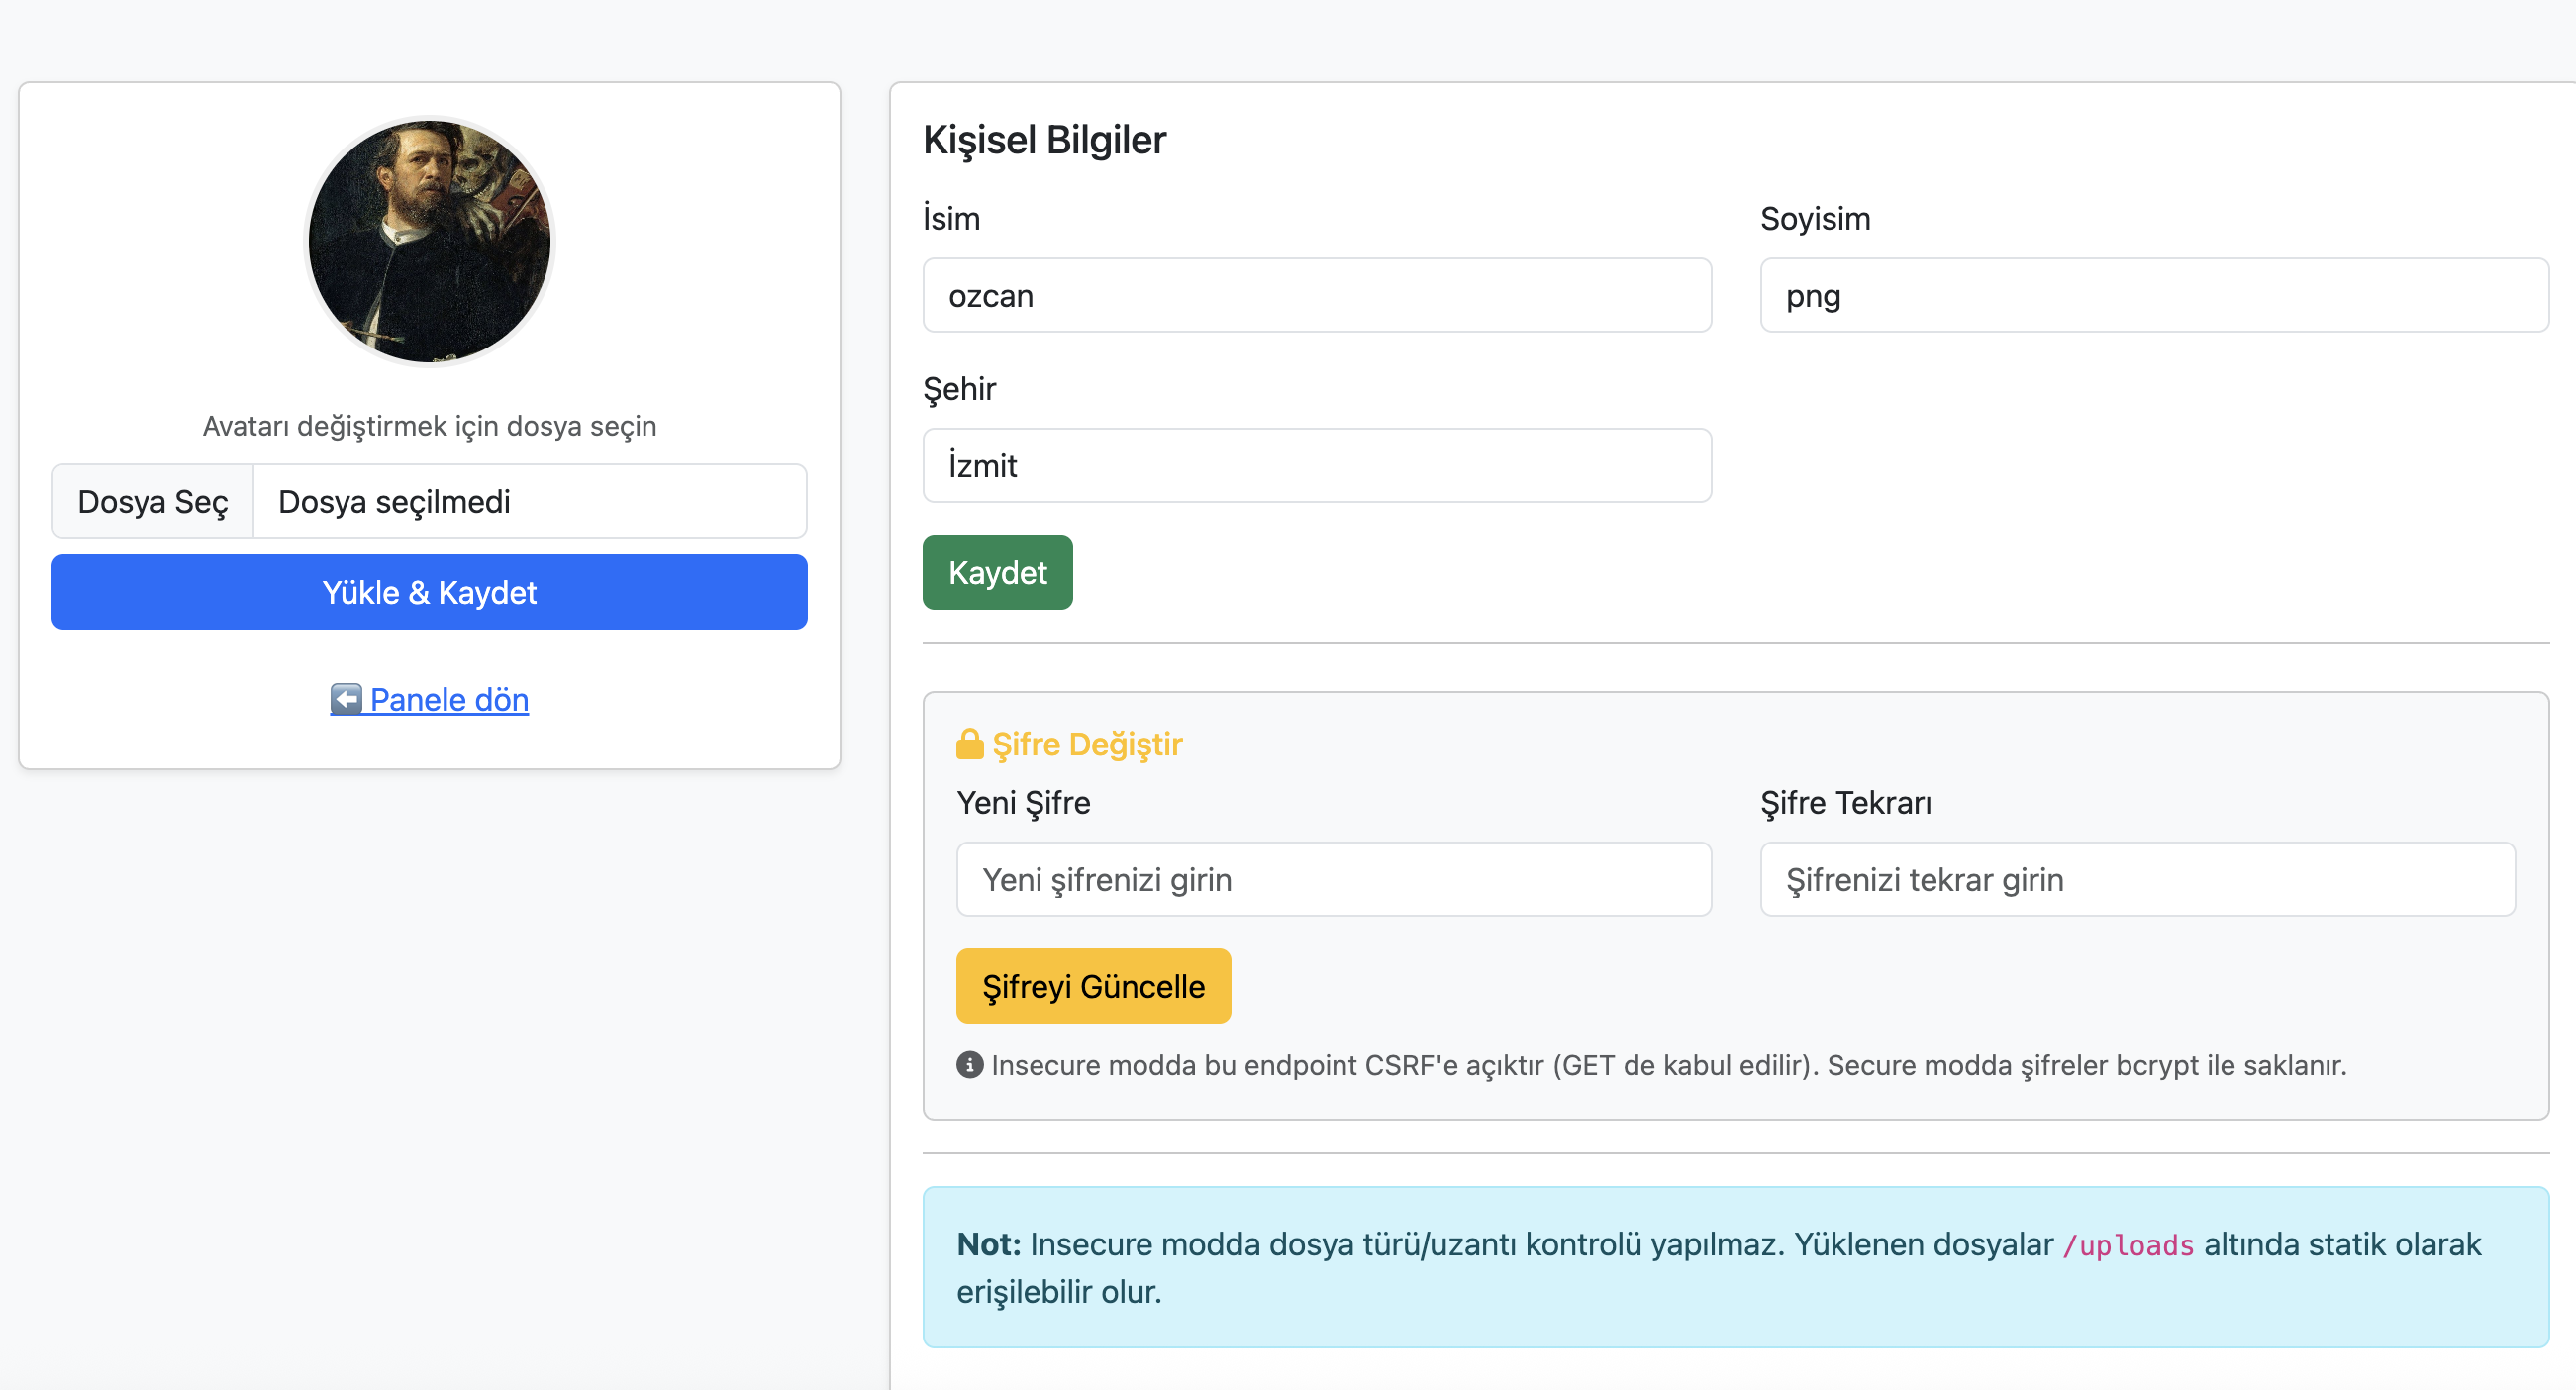 Avatarı değiştirmek için dosya seçin
Dosya Seç Dosya seçilmedi
Yükle & Kaydet
Panele dön
Kişisel Bilgiler
İsim
ozcan
Soyisim
png
Şehir
İzmit
Kaydet
Şifre Değiştir
Yeni Şifre
Yeni şifrenizi girin
Şifre Tekrarı
Şifrenizi tekrar girin
Şifreyi Güncelle
Insecure modda bu endpoint CSRF'e açıktır (GET de kabul edilir). Secure modda şifreler bcrypt ile saklanır.
Not: Insecure modda dosya türü/uzantı kontrolü yapılmaz. Yüklenen dosyalar /uploads altında statik olarak
erişilebilir olur.